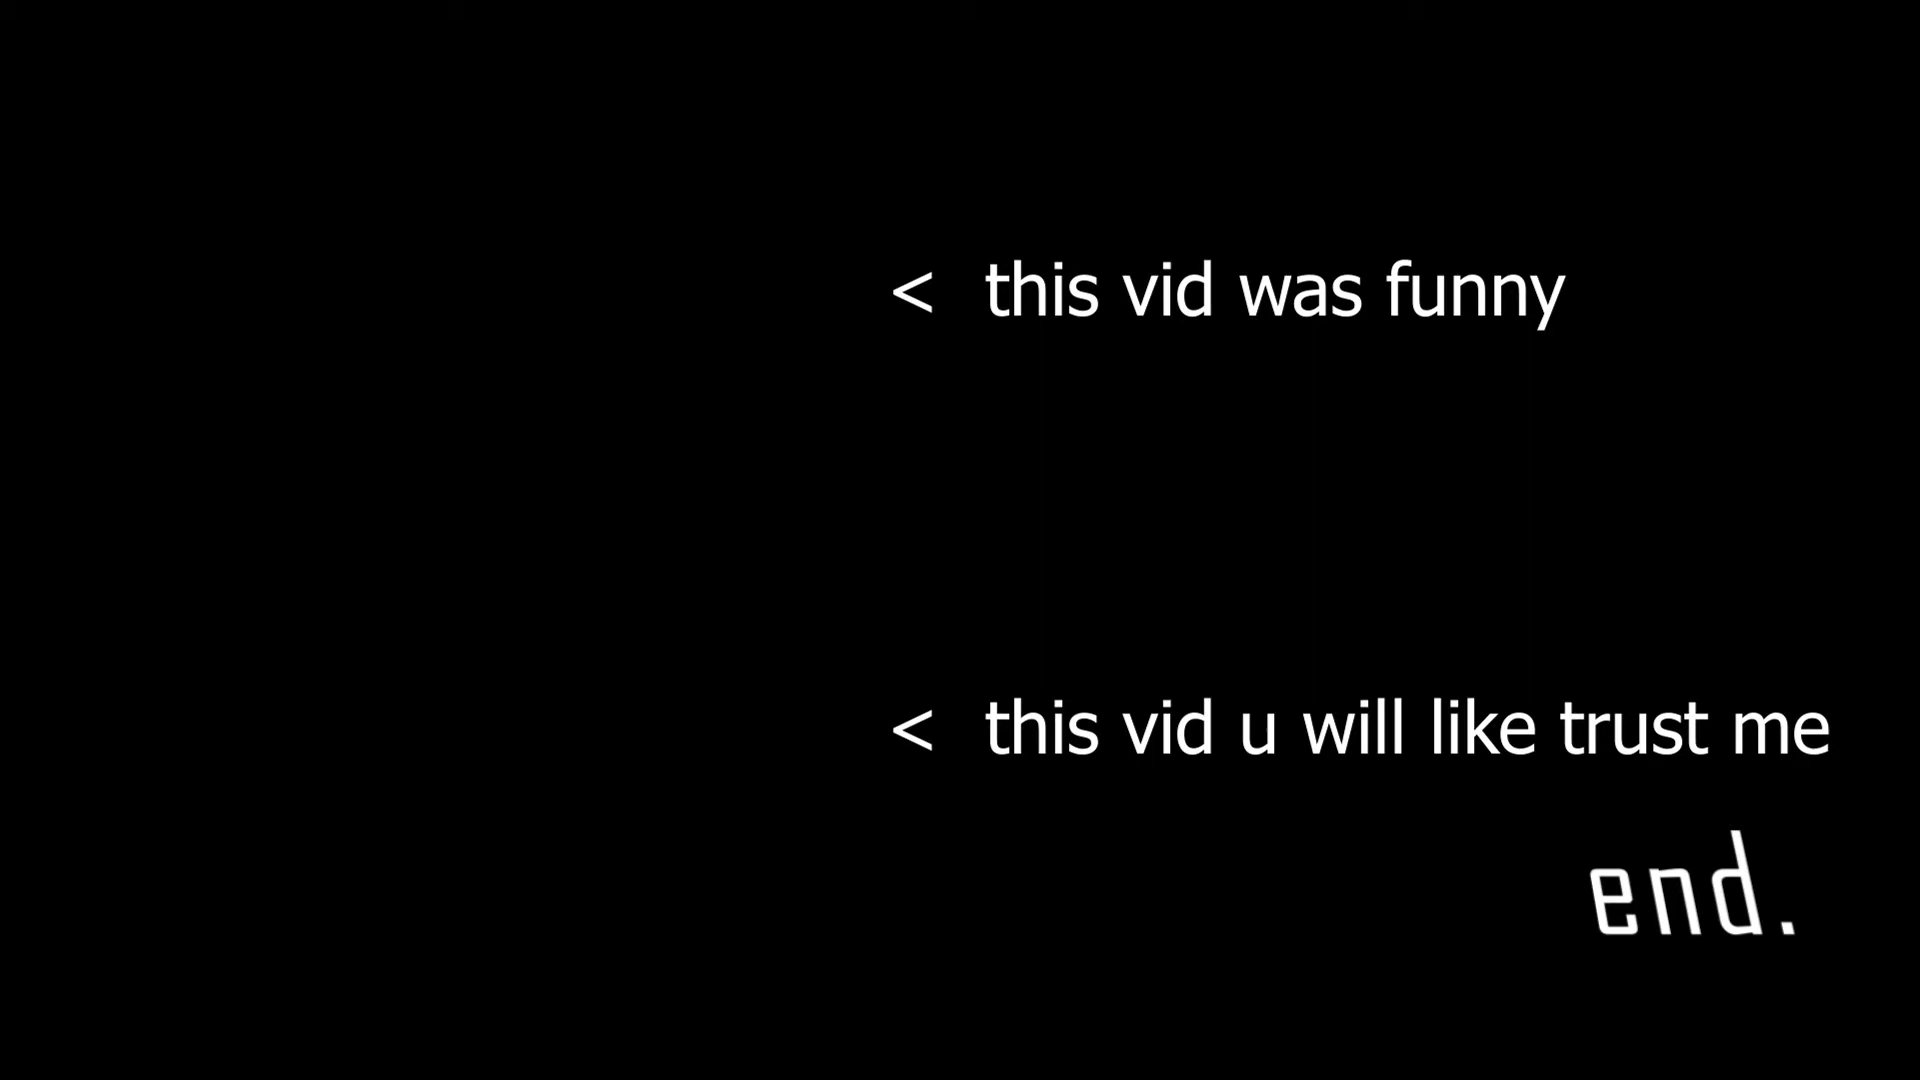 < this vid was funny
< this vid u will like trust me
end.